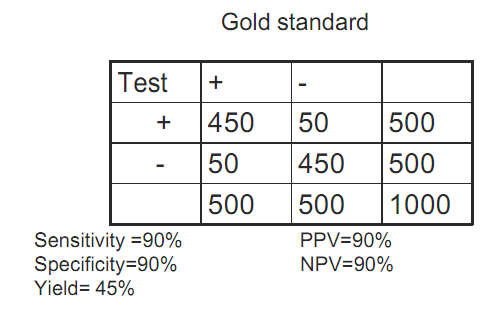 Gold standard
Test + -
+ 450 50 500
- 50 450 500
500 500 1000
Sensitivity =90% PPV=90%
Specificity=90% NPV=90%
Yield= 45%